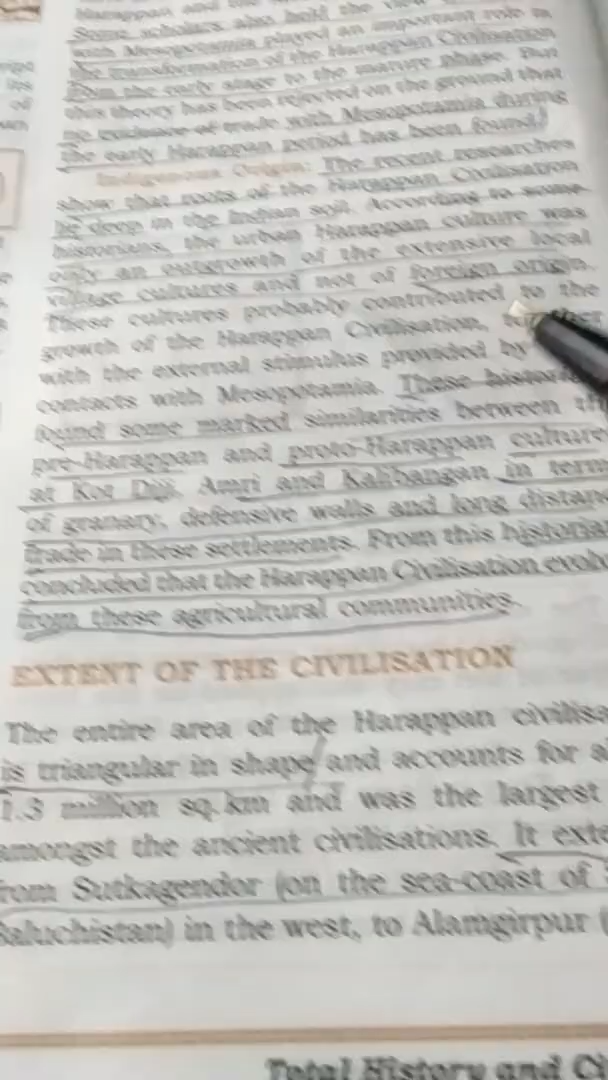 Harappan and the
Some scholars also hold the view
with Mesopotamia played an important role in
the transformation of the Harappan Civilisation
from the early stage to the mature phase. But
this theory has been rejected on the ground that
no evidence of trade with Mesopotamia during
the early Harappan period has been found.
Indigenous Origin: The recent researches
show that roots of the Harappan Civilisation
lie deep in the Indian soil. According to some
historians, the urban Harappan culture was
only an outgrowth of the extensive local
village cultures and not of foreign origin.
These cultures probably contributed to the
growth of the Harappan Civilisation,
with the external stimulus provided by
contacts with Mesopotamia. These
found some marked similarities between
pre-Harappan and proto-Harappan culture
at Kot Diji, Amri and Kalibangan in term
of granary, defensive walls and long distan
trade in these settlements. From this historia
concluded that the Harappan Civilisation evol
from these agricultural communities.
EXTENT OF THE CIVILISATION
The entire area of the Harappan civilis
is triangular in shape and accounts for a
1.3 million sq.km and was the largest
amongst the ancient civilisations. It exte
from Sutkagendor (on the sea-coast of
Baluchistan) in the west, to Alamgirpur (
Total History and Ci